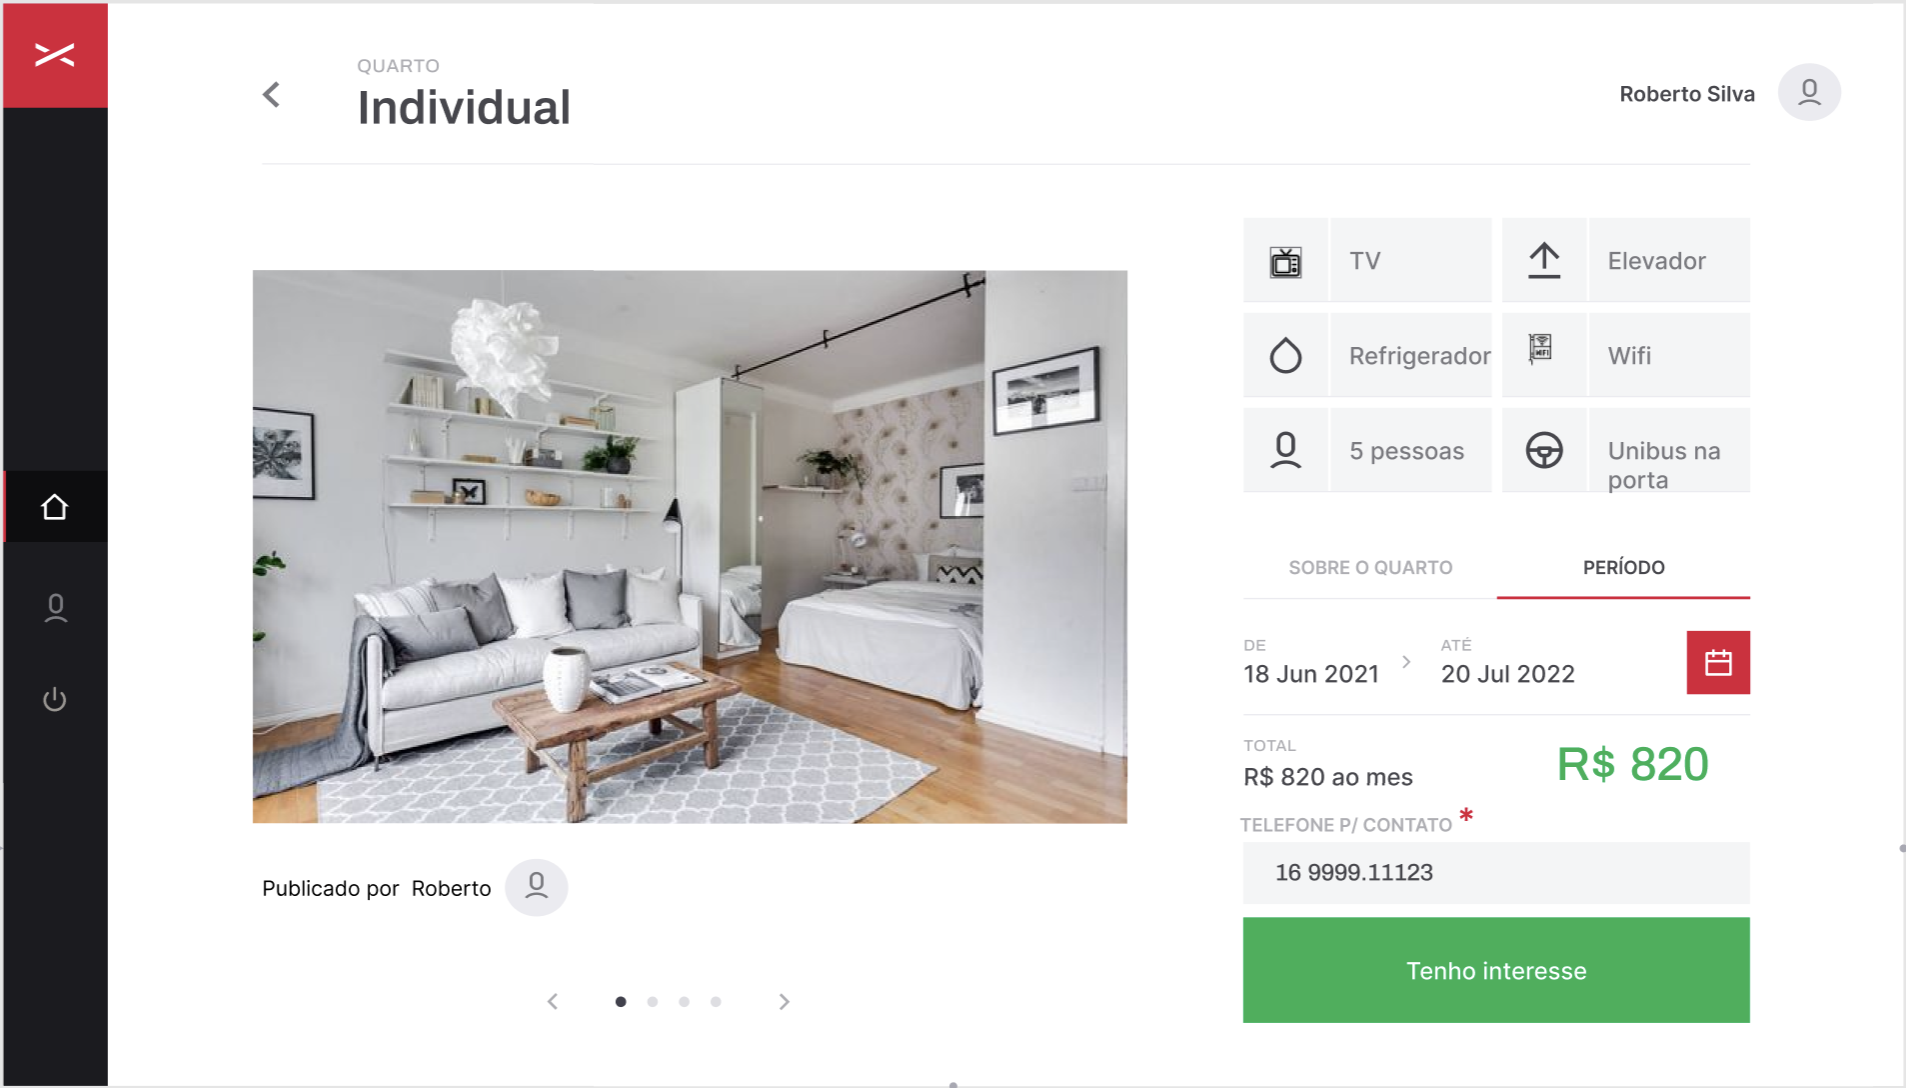 QUARTO
Individual
Roberto Silva
TV
Elevador
Refrigerador
WIFI
Wifi
5 pessoas
Unibus na
porta
SOBRE O QUARTO
PERÍODO
DE
ATÉ
18 Jun 2021
20 Jul 2022
TOTAL
R$ 820 ao mes
R$ 820
TELEFONE P/ CONTATO *
16 9999.11123
Tenho interesse
Publicado por Roberto